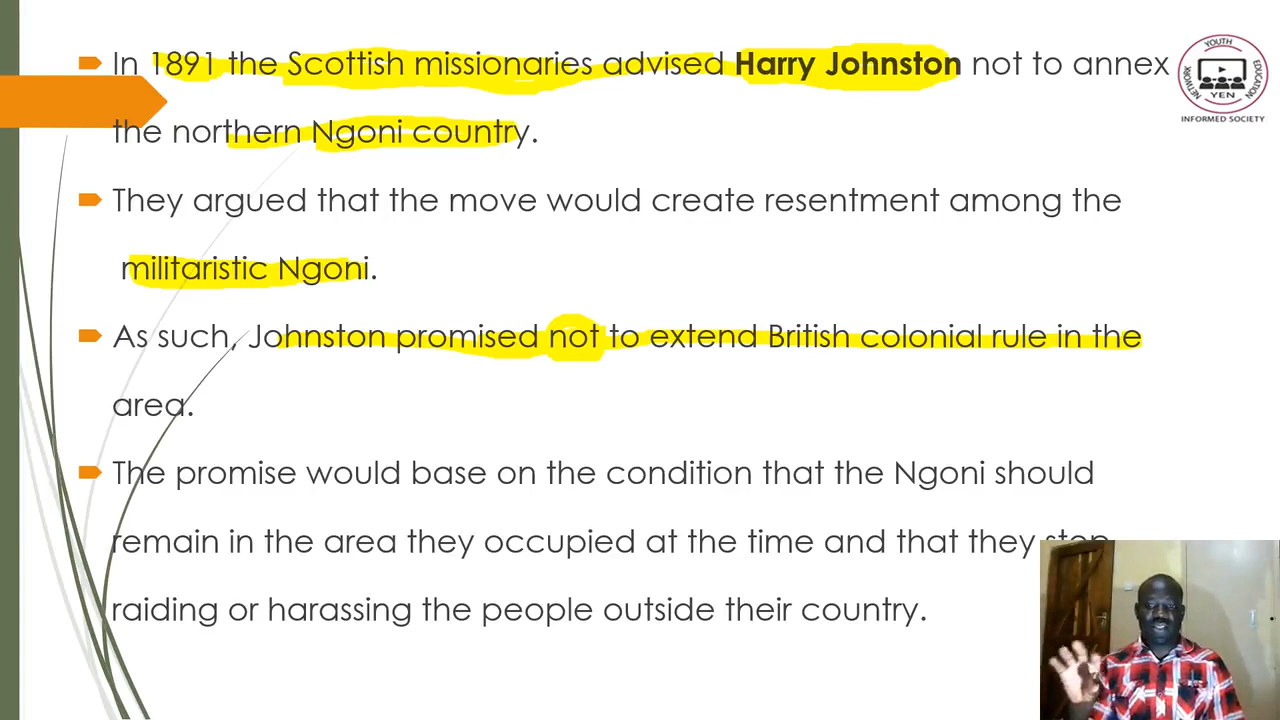 In 1891 the Scottish missionaries advised Harry Johnston not to annex
the northern Ngoni country.
They argued that the move would create resentment among the
militaristic Ngoni.
As such, Johnston promised not to extend British colonial rule in the
area.
The promise would base on the condition that the Ngoni should
remain in the area they occupied at the time and that they stop
raiding or harassing the people outside their country.
YOUTH
EDUCATION
NETWORK
YEN
INFORMED SOCIETY